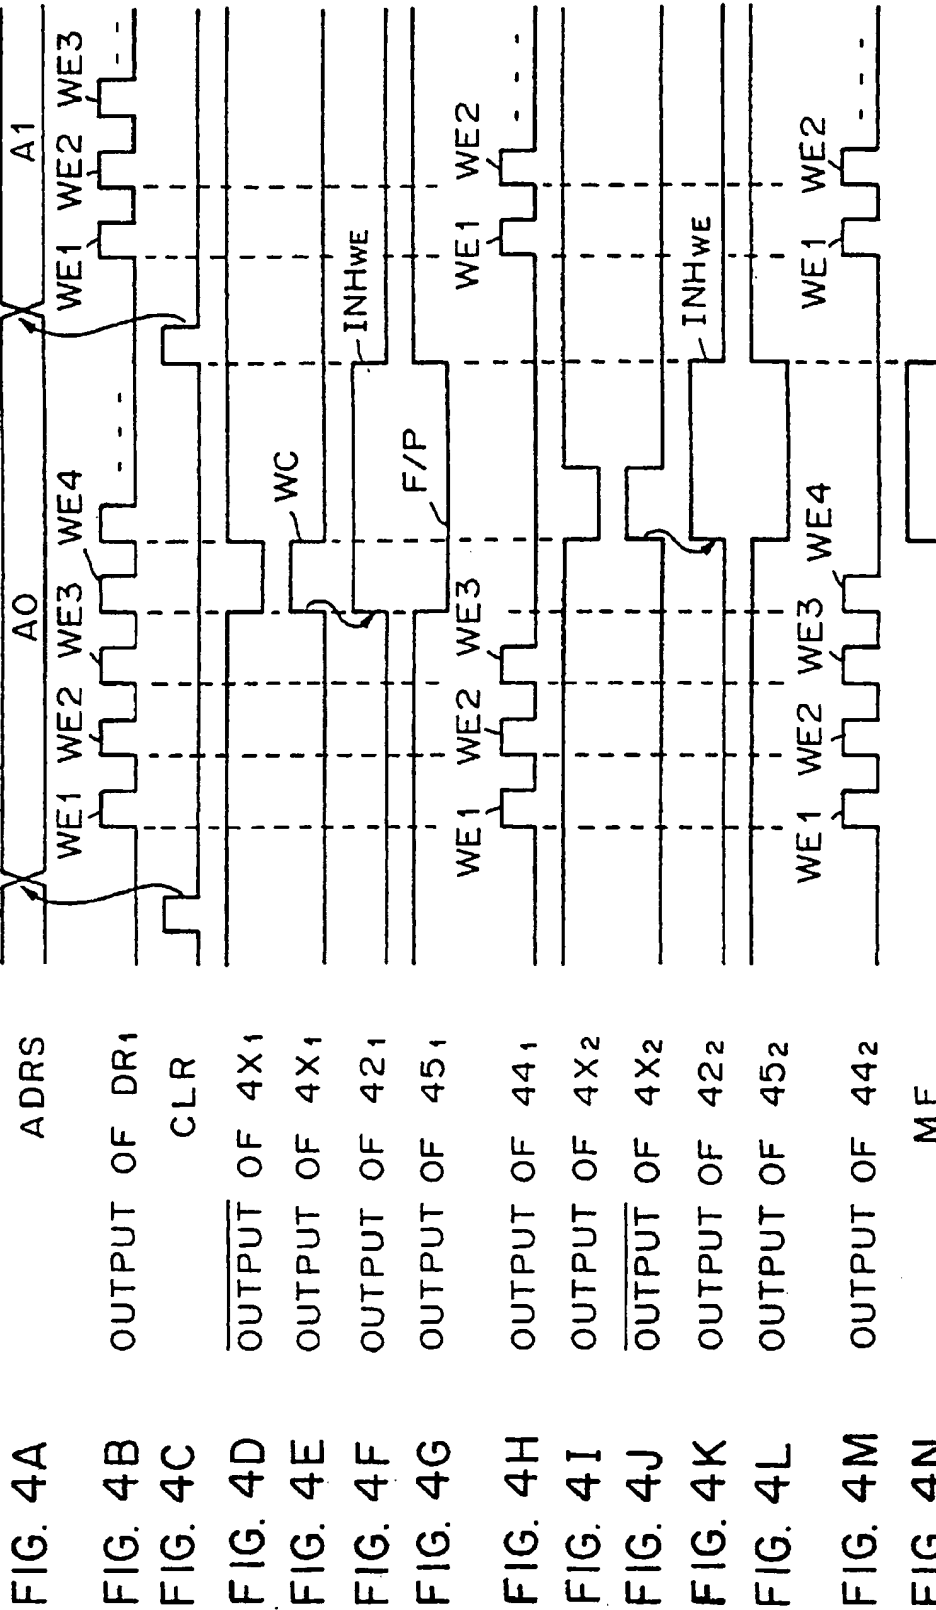 FIG. 4A ADRS A0 A1
FIG. 4B OUTPUT OF DR1 WE1 WE2 WE3 WE4 WE1 WE2 WE3
FIG. 4C CLR
FIG. 4D OUTPUT OF 4X1
FIG. 4E OUTPUT OF 4X1 WC
FIG. 4F OUTPUT OF 421 INHWE
FIG. 4G OUTPUT OF 451 F/P
FIG. 4H OUTPUT OF 441 WE1 WE2 WE3 WE1 WE2
FIG. 4I OUTPUT OF 4X2
FIG. 4J OUTPUT OF 4X2
FIG. 4K OUTPUT OF 422 INHWE
FIG. 4L OUTPUT OF 452
FIG. 4M OUTPUT OF 442 WE1 WE2 WE3 WE4 WE1 WE2
FIG. 4N MF